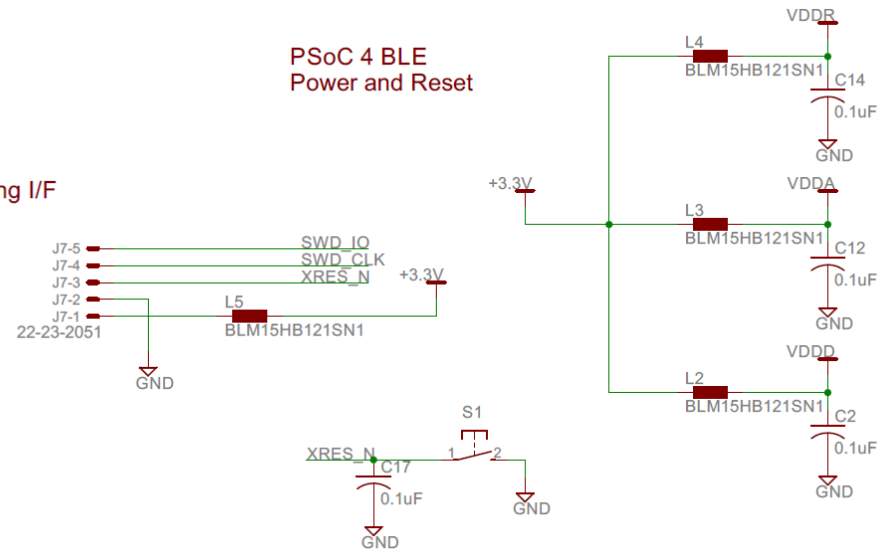 PSoC 4 BLE
Power and Reset
ng I/F
J7-5
SWD_IO
J7-4
SWD_CLK
J7-3
XRES_N
J7-2
J7-1
22-23-2051
L5
BLM15HB121SN1
+3.3V
GND
XRES_N
C17
0.1uF
GND
S1
1
2
GND
+3.3V
VDDR
L4
BLM15HB121SN1
C14
0.1uF
GND
VDDA
L3
BLM15HB121SN1
C12
0.1uF
GND
VDDD
L2
BLM15HB121SN1
C2
0.1uF
GND